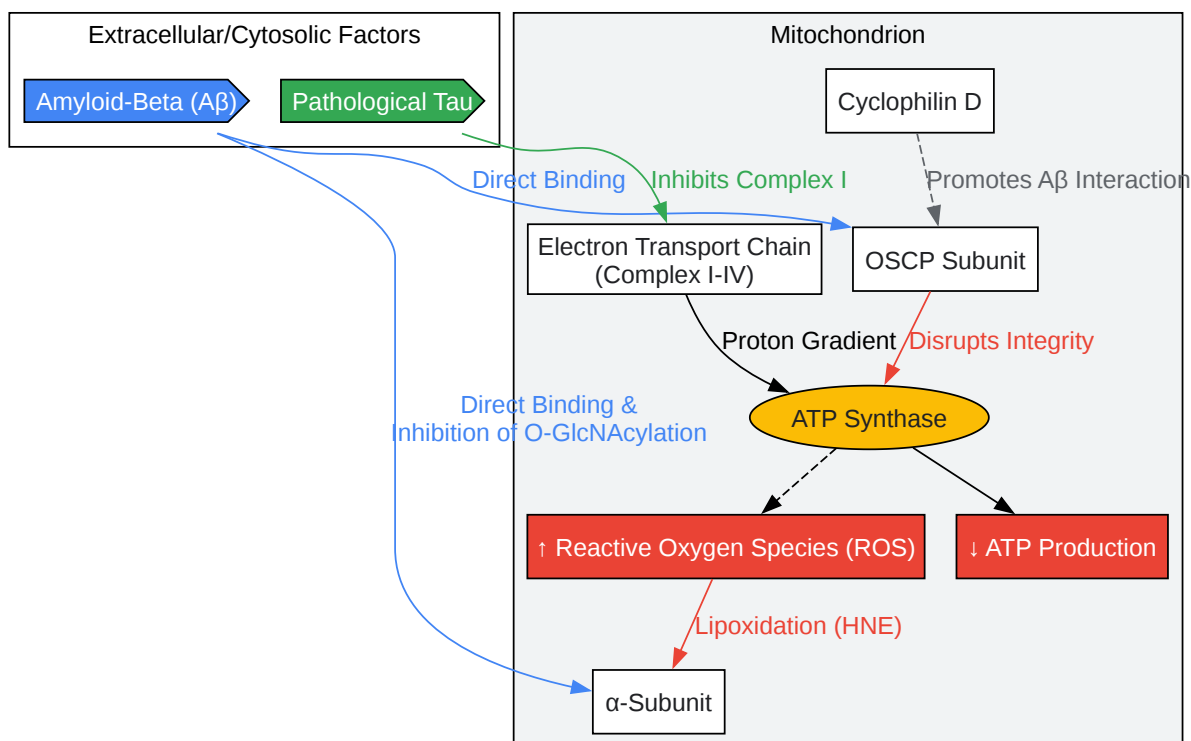 Extracellular/Cytosolic Factors
Mitochondrion
Amyloid-Beta (Aβ)
Pathological Tau
Cyclophilin D
Direct Binding
Inhibits Complex I
Promotes Aβ Interaction
Electron Transport Chain
(Complex I-IV)
OSCP Subunit
Proton Gradient
Disrupts Integrity
Direct Binding &
Inhibition of O-GlcNAcylation
ATP Synthase
↑ Reactive Oxygen Species (ROS)
↓ ATP Production
Lipoxidation (HNE)
α-Subunit